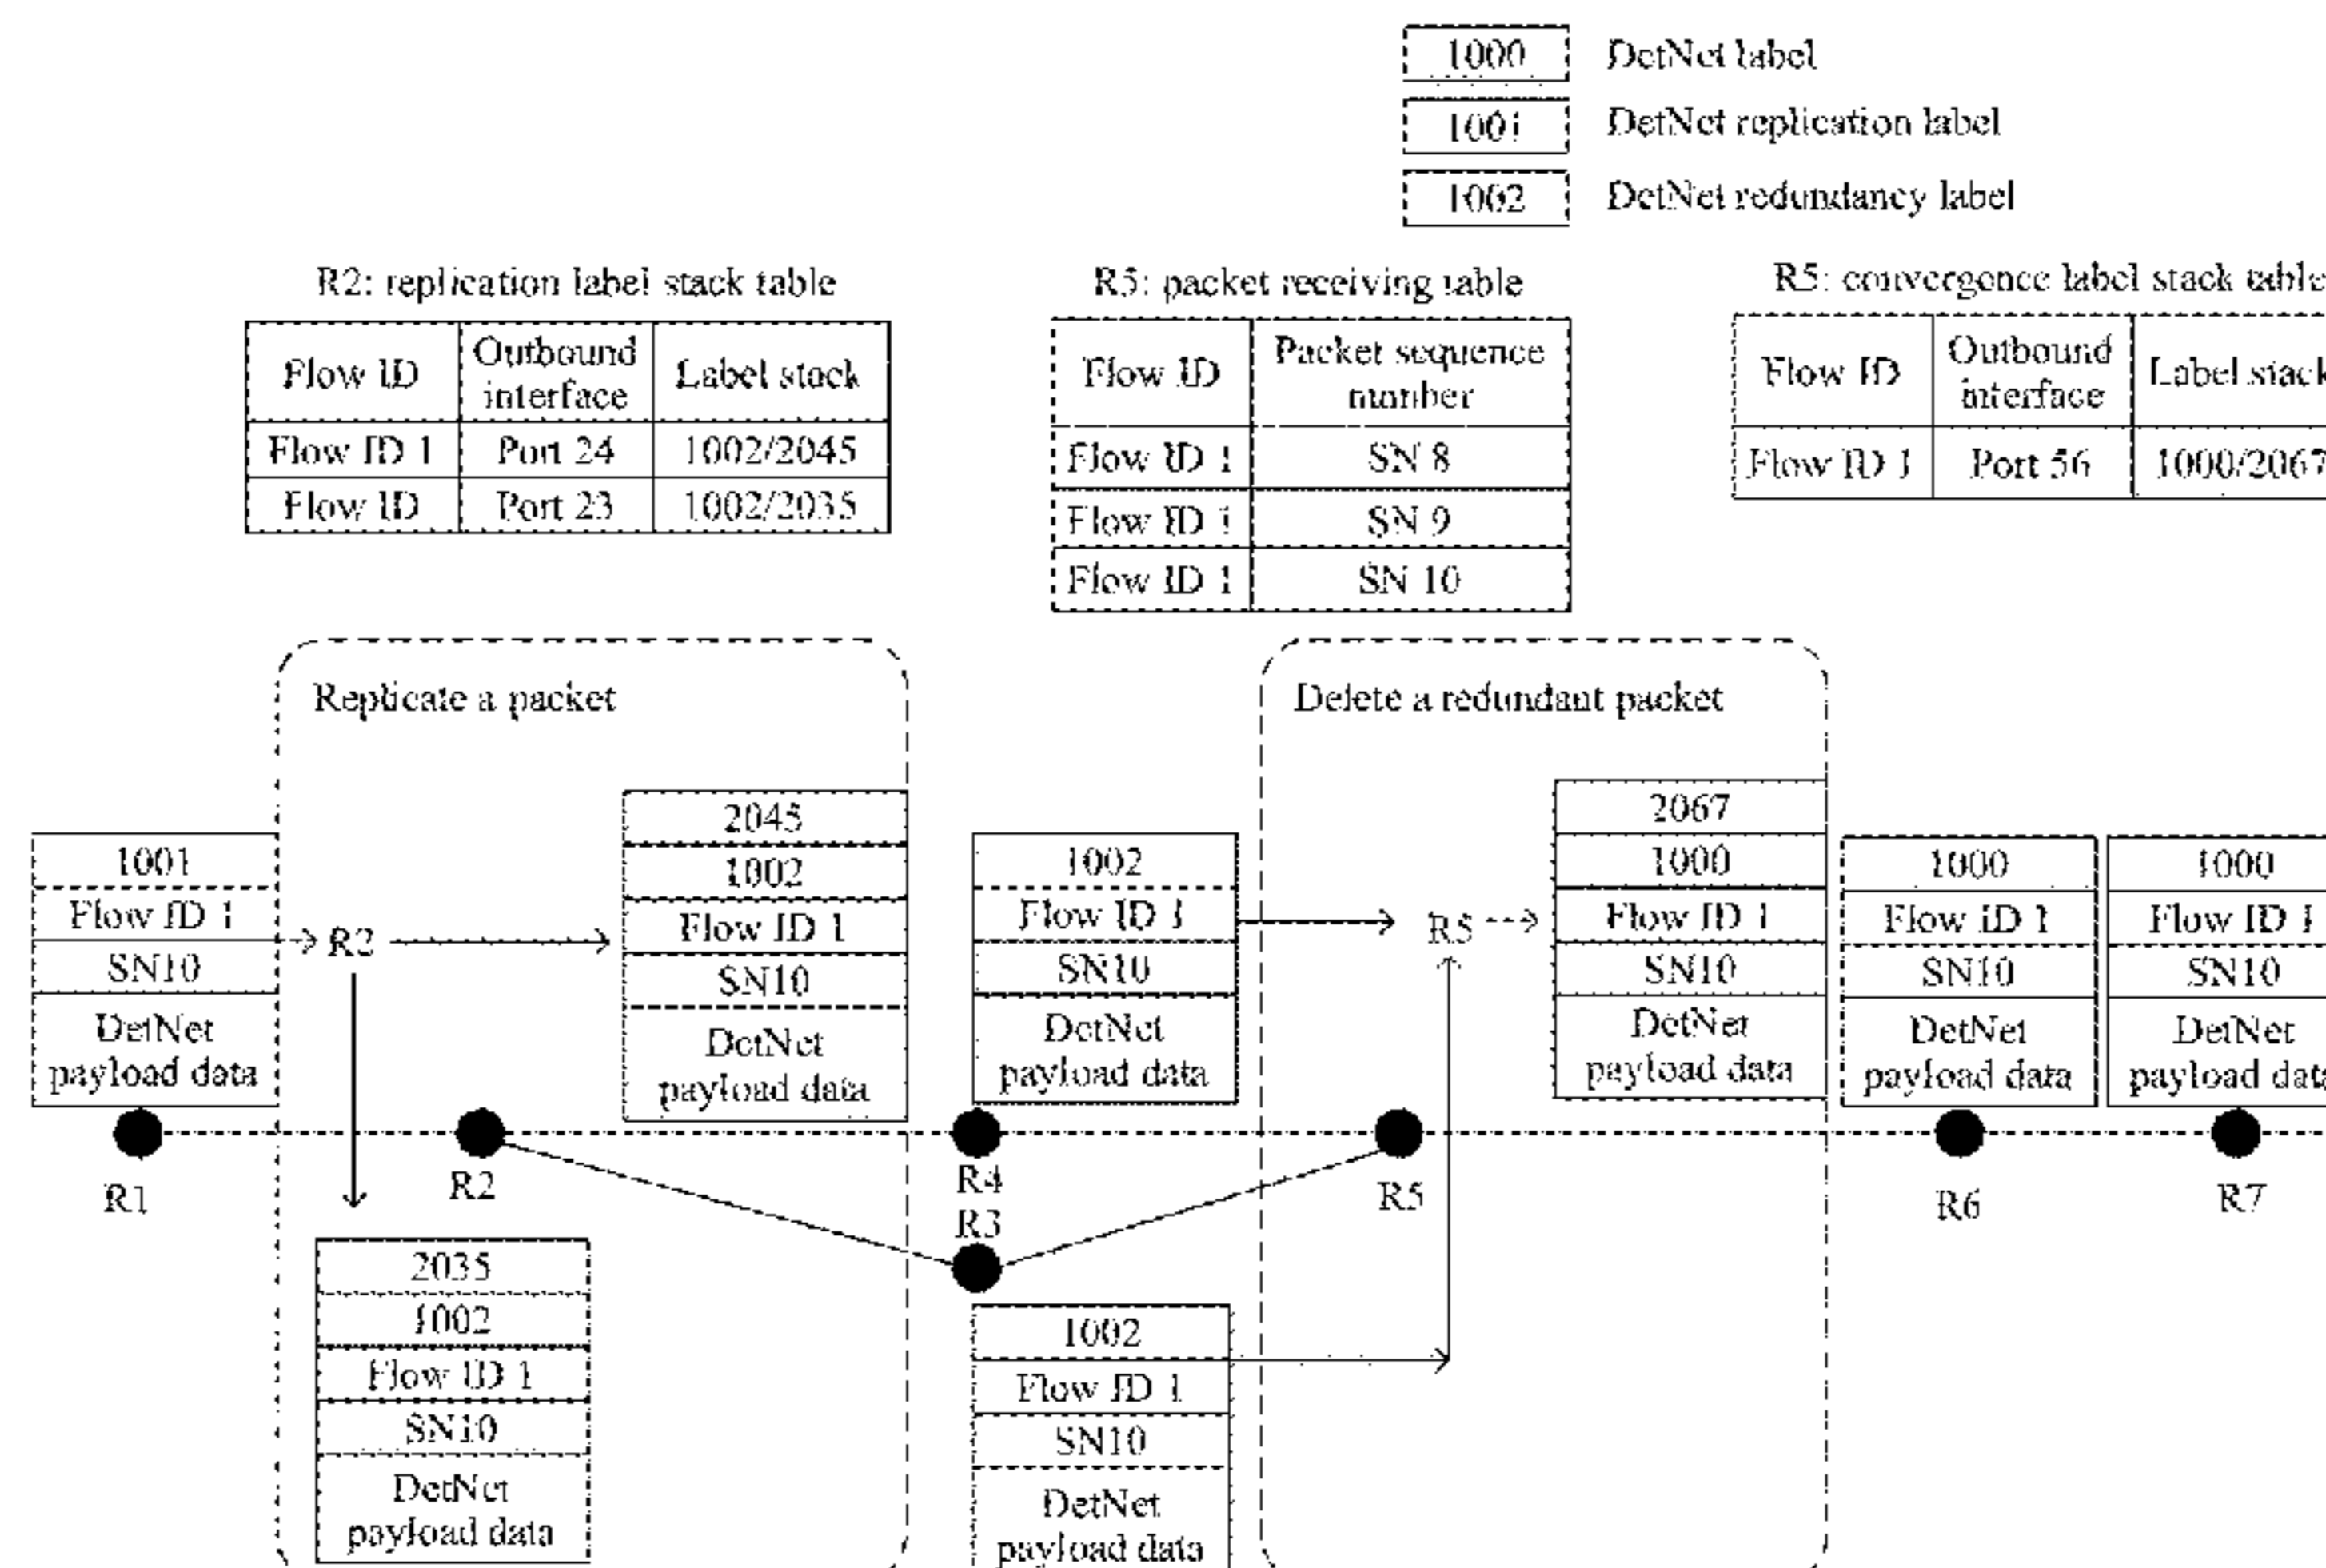 1000 DetNet label
1001 DetNet replication label
1002 DetNet redundancy label
R2: replication label stack table
Flow ID Outbound interface Label stack
Flow ID 1 Port 24 1002/2045
Flow ID Port 23 1002/2035
R5: packet receiving table
Flow ID Packet sequence number
Flow ID 1 SN 8
Flow ID 1 SN 9
Flow ID 1 SN 10
R5: convergence label stack table
Flow ID Outbound interface Label stack
Flow ID 1 Port 56 1000/2067
Replicate a packet
Delete a redundant packet
1001
Flow ID 1
SN10
DetNet
payload data
R2
2045
1002
Flow ID 1
SN10
DetNet
payload data
1002
Flow ID 1
SN10
DetNet
payload data
R5
2067
1000
Flow ID 1
SN10
DetNet
payload data
1000
Flow ID 1
SN10
DetNet
payload data
1000
Flow ID 1
SN10
DetNet
payload data
R1
R2
R4
R3
R5
R6
R7
2035
1002
Flow ID 1
SN10
DetNet
payload data
1002
Flow ID 1
SN10
DetNet
payload data